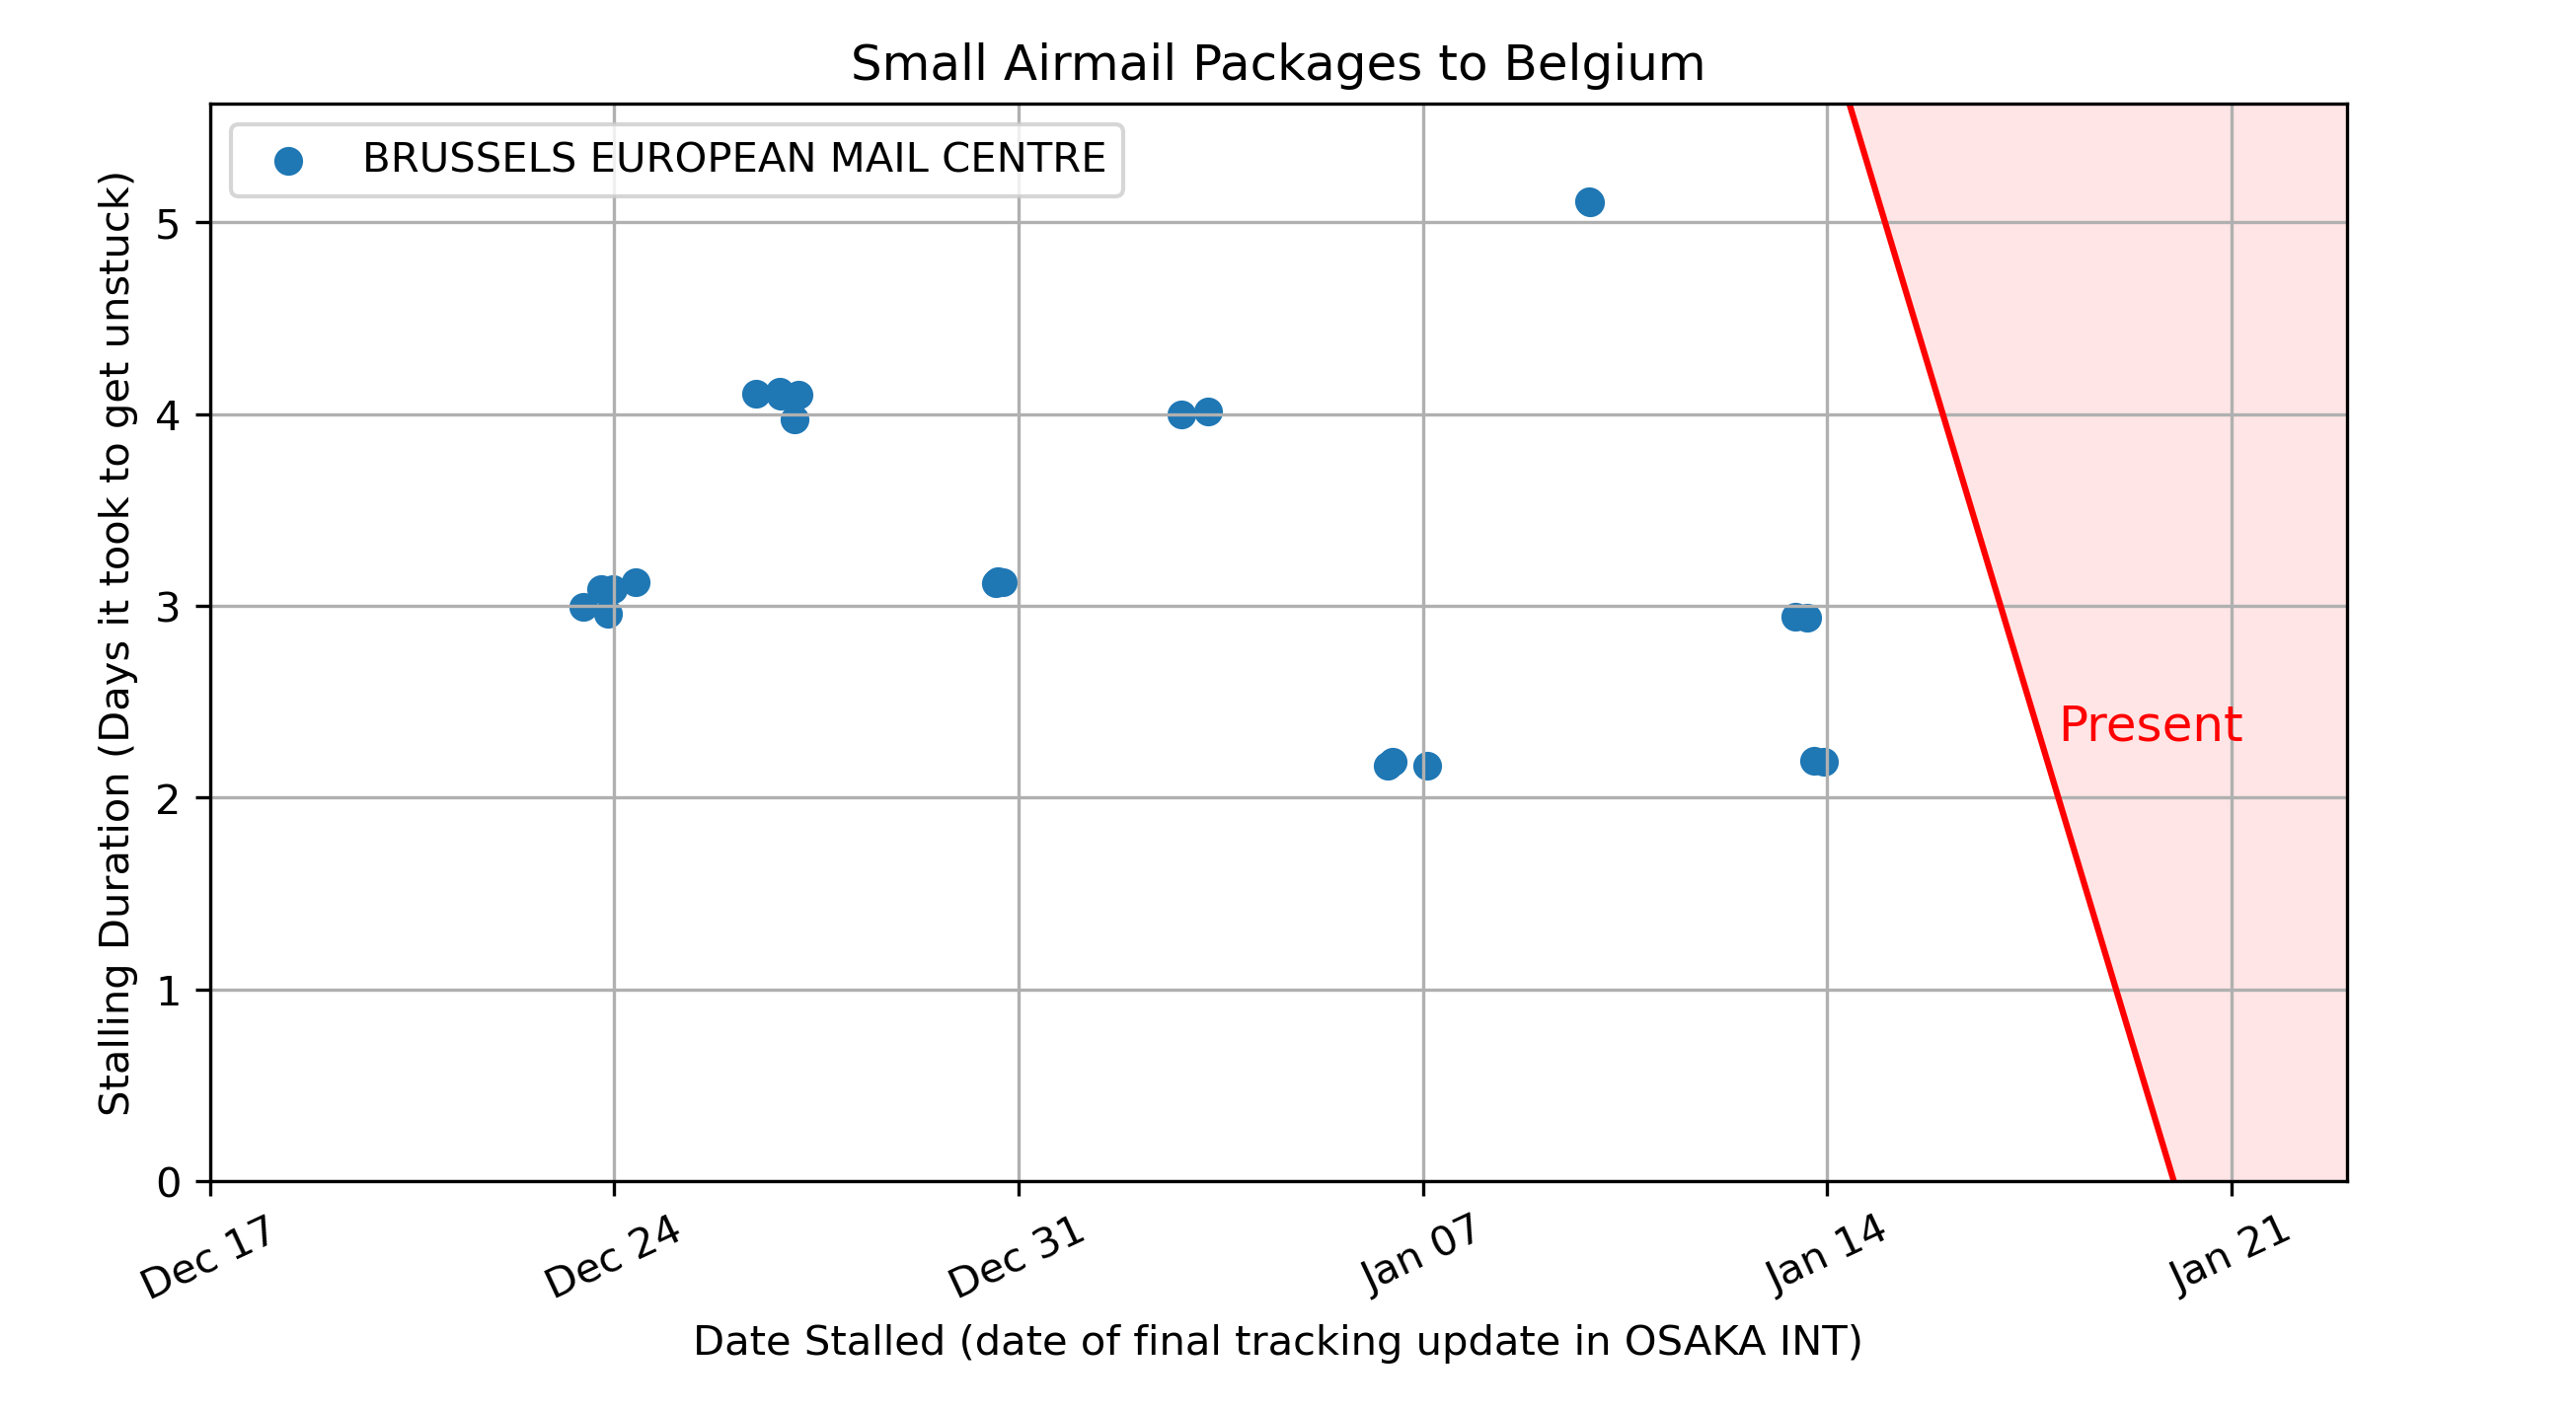 Small Airmail Packages to Belgium
BRUSSELS EUROPEAN MAIL CENTRE
Stalling Duration (Days it took to get unstuck)
5
4
3
2
1
0
Present
Dec 17
Dec 24
Dec 31
Jan 07
Jan 14
Jan 21
Date Stalled (date of final tracking update in OSAKA INT)